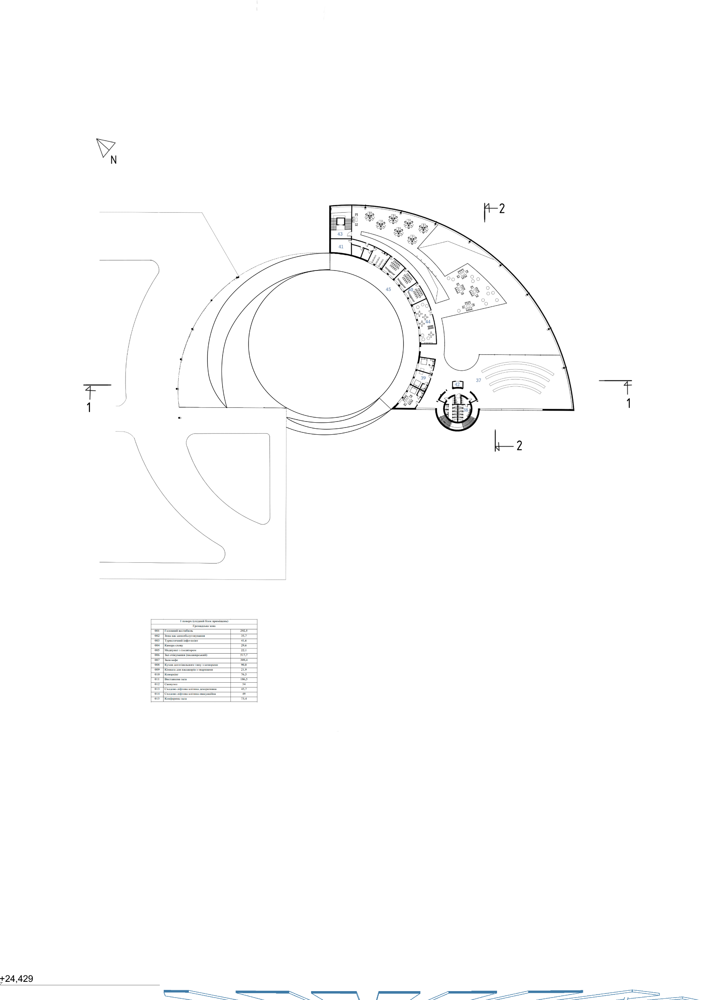 N
2
43
41
45
40
44
39
42
37
38
1
1
2
1 поверх (східний блок приміщень)
Громадська зона
001 Головний вестибюль 292,5
002 Зона кас самообслуговування 35,7
003 Туристичний інфо-поінт 41,6
004 Камера схову 29,6
005 Медпункт з ізолятором 22,1
006 Зал очікування (пасажирський) 517,7
007 Зала кафе 389,4
008 Кухня доготівельного типу з коморами 90,8
009 Кімната для пасажирів з тваринами 21,9
010 Коворкінг 76,5
011 Виставкова зала 186,5
012 Санвузол 54
013 Сходово-ліфтова клітина декоративна 45,7
014 Сходово-ліфтова клітина евакуаційна 49
015 Конференц-зала 73,4
+24,429